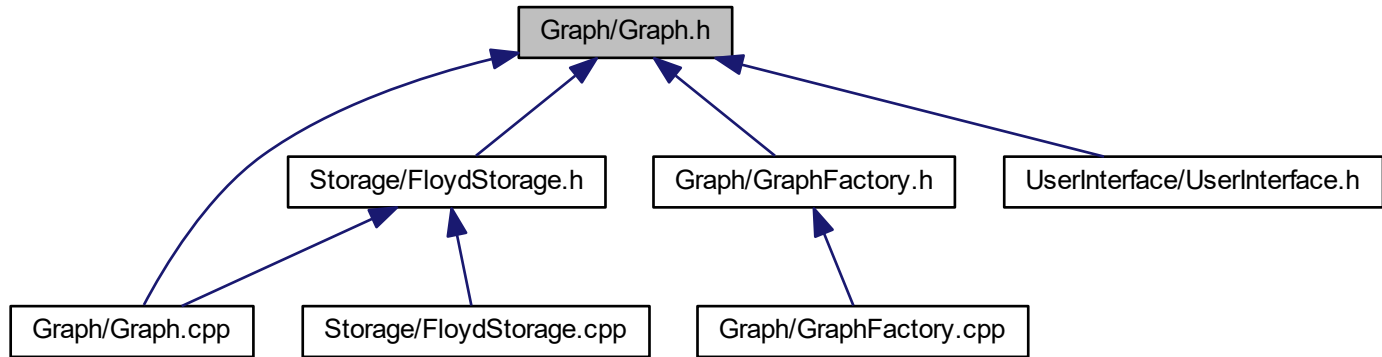 Graph/Graph.h
Storage/FloydStorage.h
Graph/GraphFactory.h
UserInterface/UserInterface.h
Graph/Graph.cpp
Storage/FloydStorage.cpp
Graph/GraphFactory.cpp